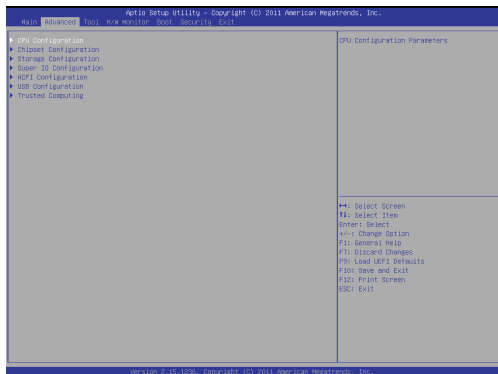 Aptio Setup Utility - Copyright (C) 2011 American Megatrends, Inc.
Main Advanced Tool H/W Monitor Boot Security Exit
CPU Configuration
Chipset Configuration
Storage Configuration
Super IO Configuration
ACPI Configuration
USB Configuration
Trusted Computing
CPU Configuration Parameters
→←: Select Screen
↑↓: Select Item
Enter: Select
+/-: Change Option
F1: General Help
F7: Discard Changes
F9: Load UEFI Defaults
F10: Save and Exit
F12: Print Screen
ESC: Exit
Version 2.15.1236. Copyright (C) 2011 American Megatrends, Inc.